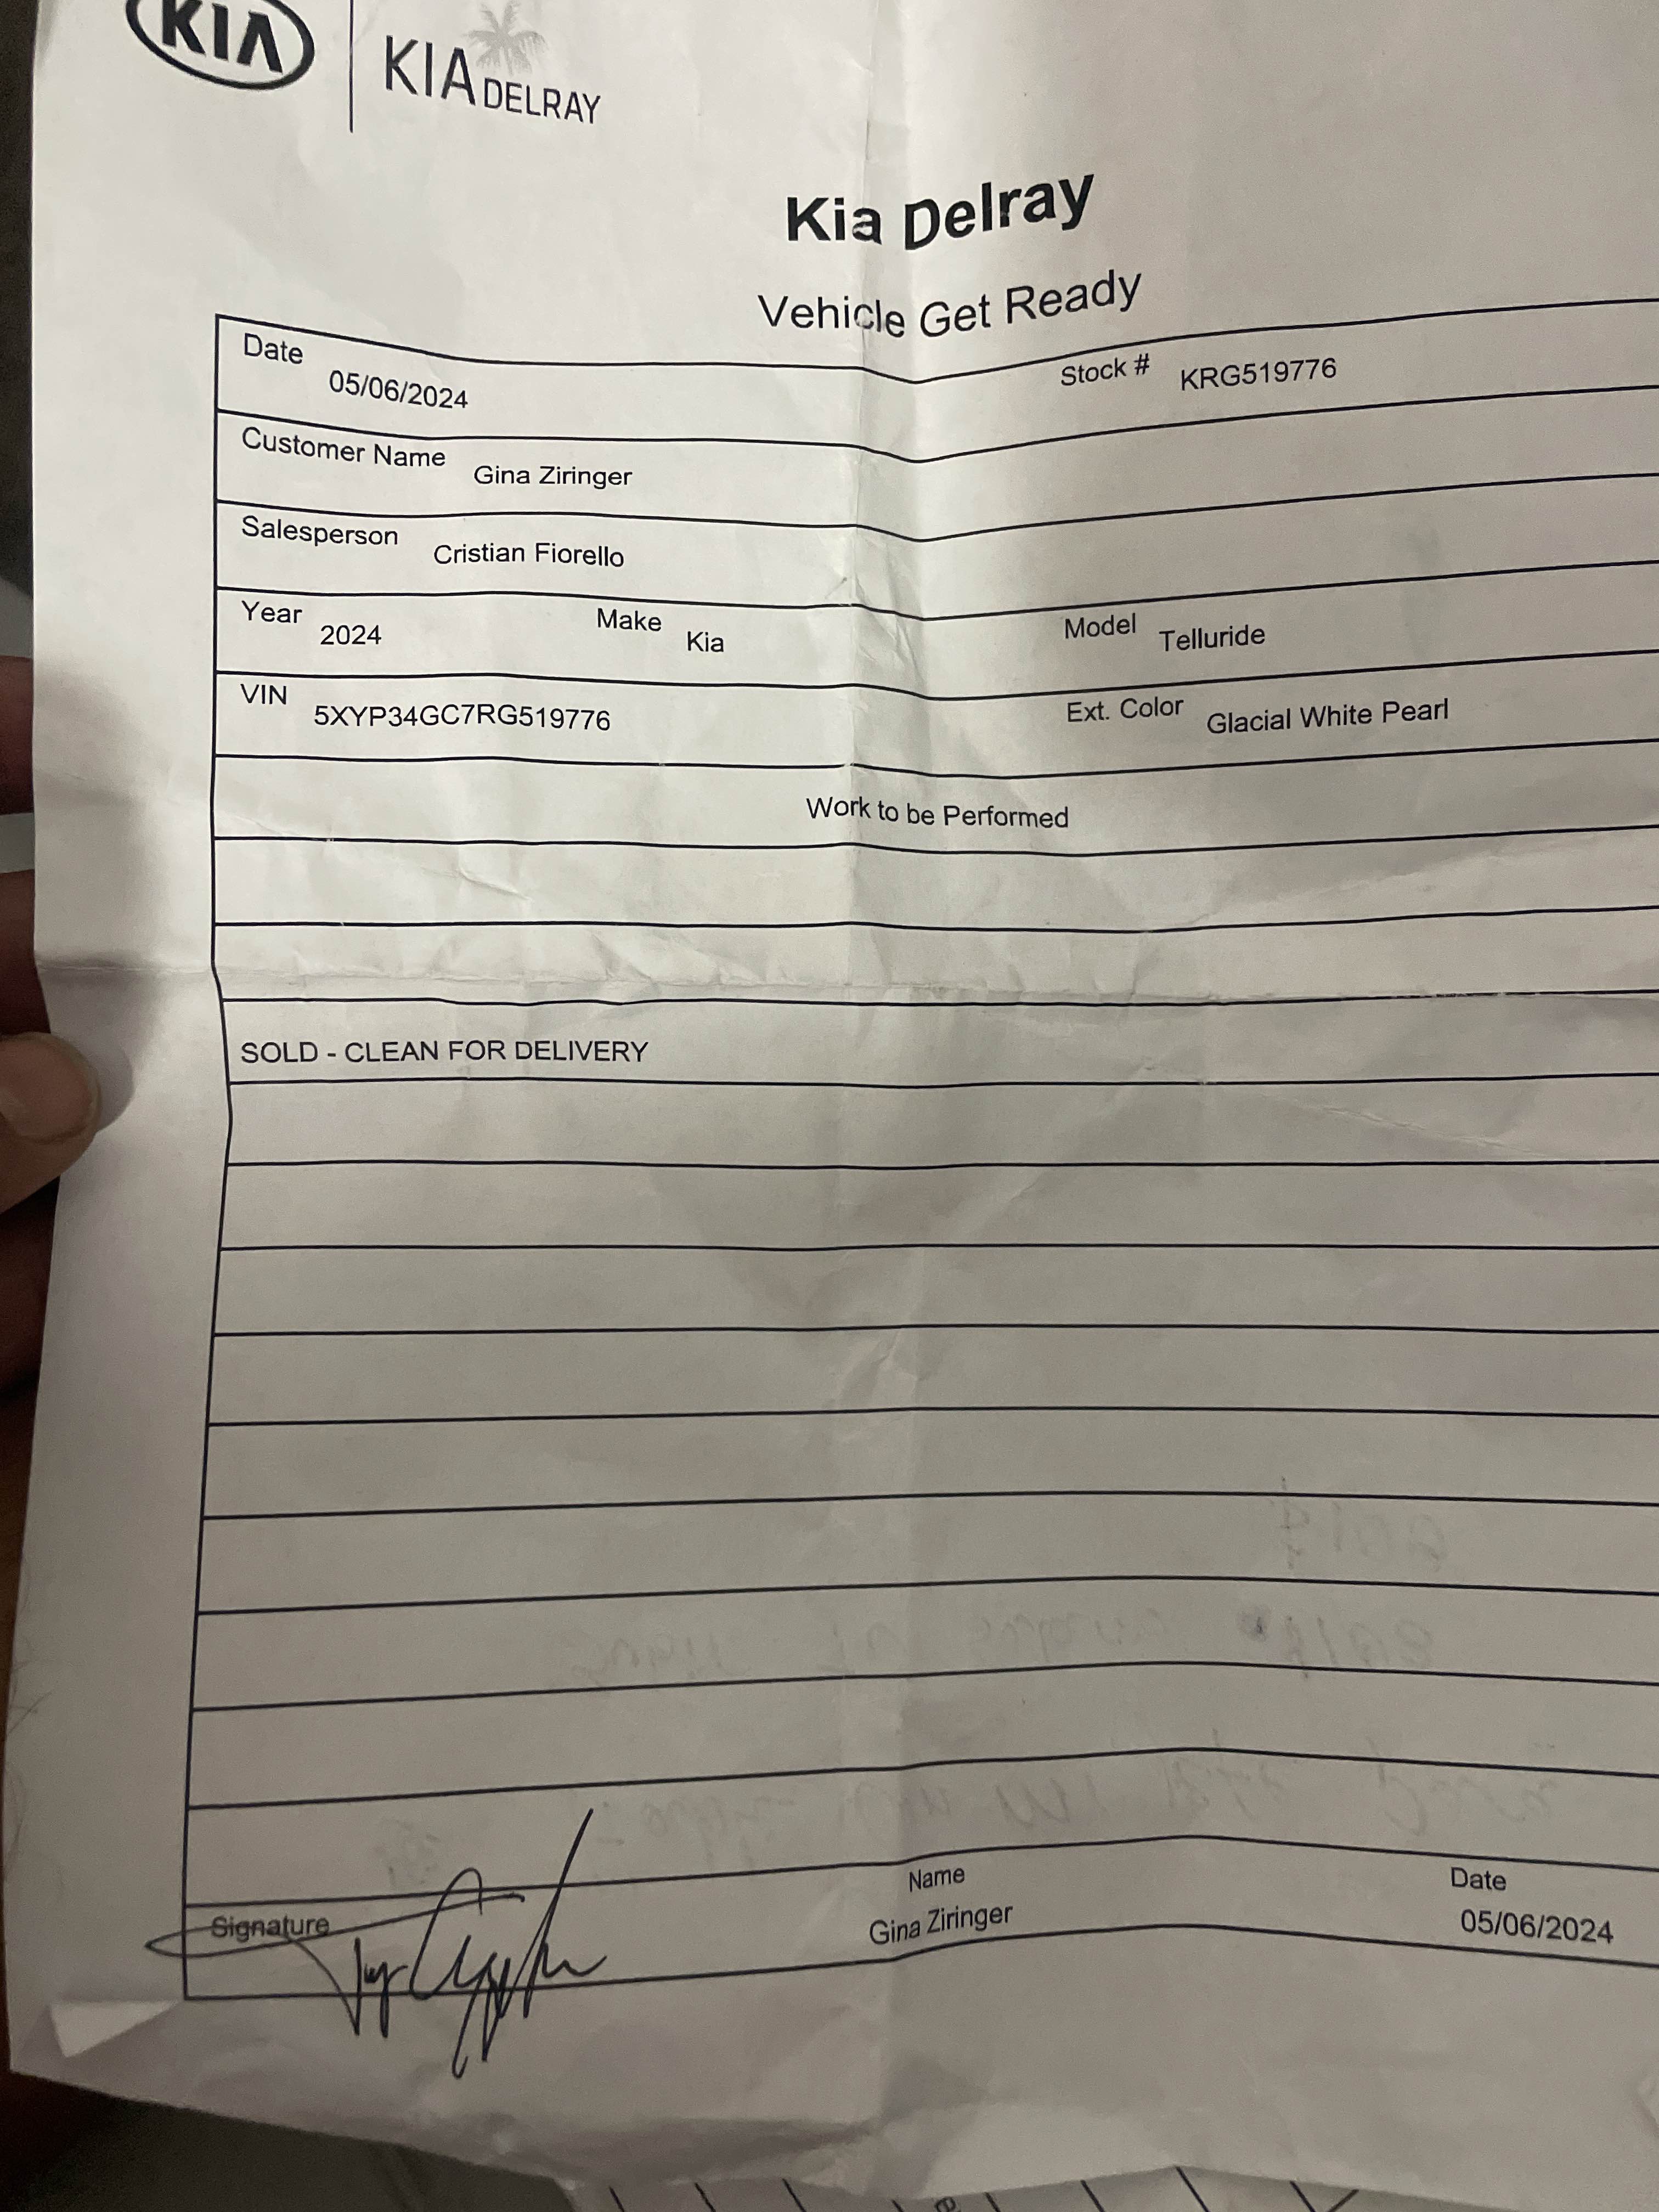 KIA KIA DELRAY
Kia Delray
Vehicle Get Ready
Date 05/06/2024 Stock # KRG519776
Customer Name Gina Ziringer
Salesperson Cristian Fiorello
Year 2024 Make Kia Model Telluride
VIN 5XYP34GC7RG519776 Ext. Color Glacial White Pearl
Work to be Performed
SOLD - CLEAN FOR DELIVERY
Signature Name Gina Ziringer Date 05/06/2024